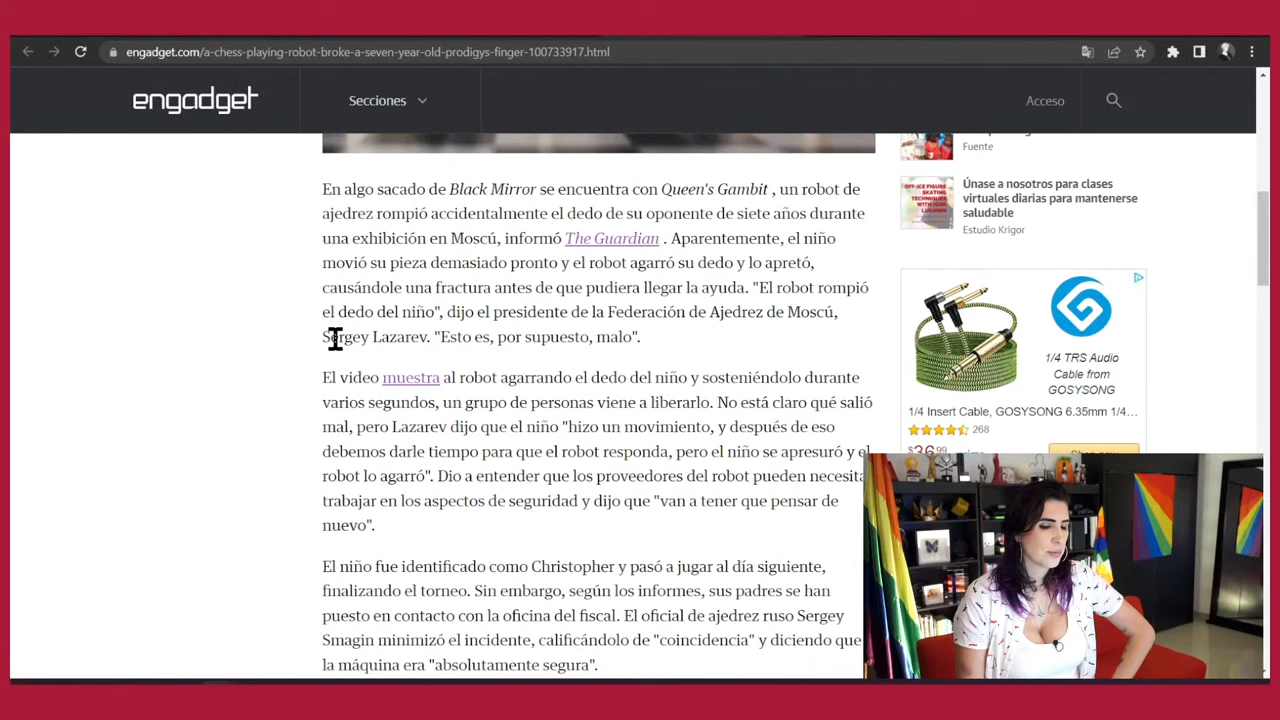 engadget.com/a-chess-playing-robot-broke-a-seven-year-old-prodigys-finger-100733917.html
engadget
Secciones
Acceso
Fuente
Únase a nosotros para clases
virtuales diarias para mantenerse
saludable
Estudio Krigor
OFF-ICE FIGURE
SKATING
TECHNIQUES
WITH IGOR
LUKANIN
En algo sacado de Black Mirror se encuentra con Queen's Gambit , un robot de
ajedrez rompió accidentalmente el dedo de su oponente de siete años durante
una exhibición en Moscú, informó The Guardian . Aparentemente, el niño
movió su pieza demasiado pronto y el robot agarró su dedo y lo apretó,
causándole una fractura antes de que pudiera llegar la ayuda. "El robot rompió
el dedo del niño", dijo el presidente de la Federación de Ajedrez de Moscú,
Sergey Lazarev. "Esto es, por supuesto, malo".
El video muestra al robot agarrando el dedo del niño y sosteniéndolo durante
varios segundos, un grupo de personas viene a liberarlo. No está claro qué salió
mal, pero Lazarev dijo que el niño "hizo un movimiento, y después de eso
debemos darle tiempo para que el robot responda, pero el niño se apresuró y el
robot lo agarró". Dio a entender que los proveedores del robot pueden necesita
trabajar en los aspectos de seguridad y dijo que "van a tener que pensar de
nuevo".
El niño fue identificado como Christopher y pasó a jugar al día siguiente,
finalizando el torneo. Sin embargo, según los informes, sus padres se han
puesto en contacto con la oficina del fiscal. El oficial de ajedrez ruso Sergey
Smagin minimizó el incidente, calificándolo de "coincidencia" y diciendo que
la máquina era "absolutamente segura".
1/4 TRS Audio
Cable from
GOSYSONG
1/4 Insert Cable, GOSYSONG 6.35mm 1/4…
268
$36.99